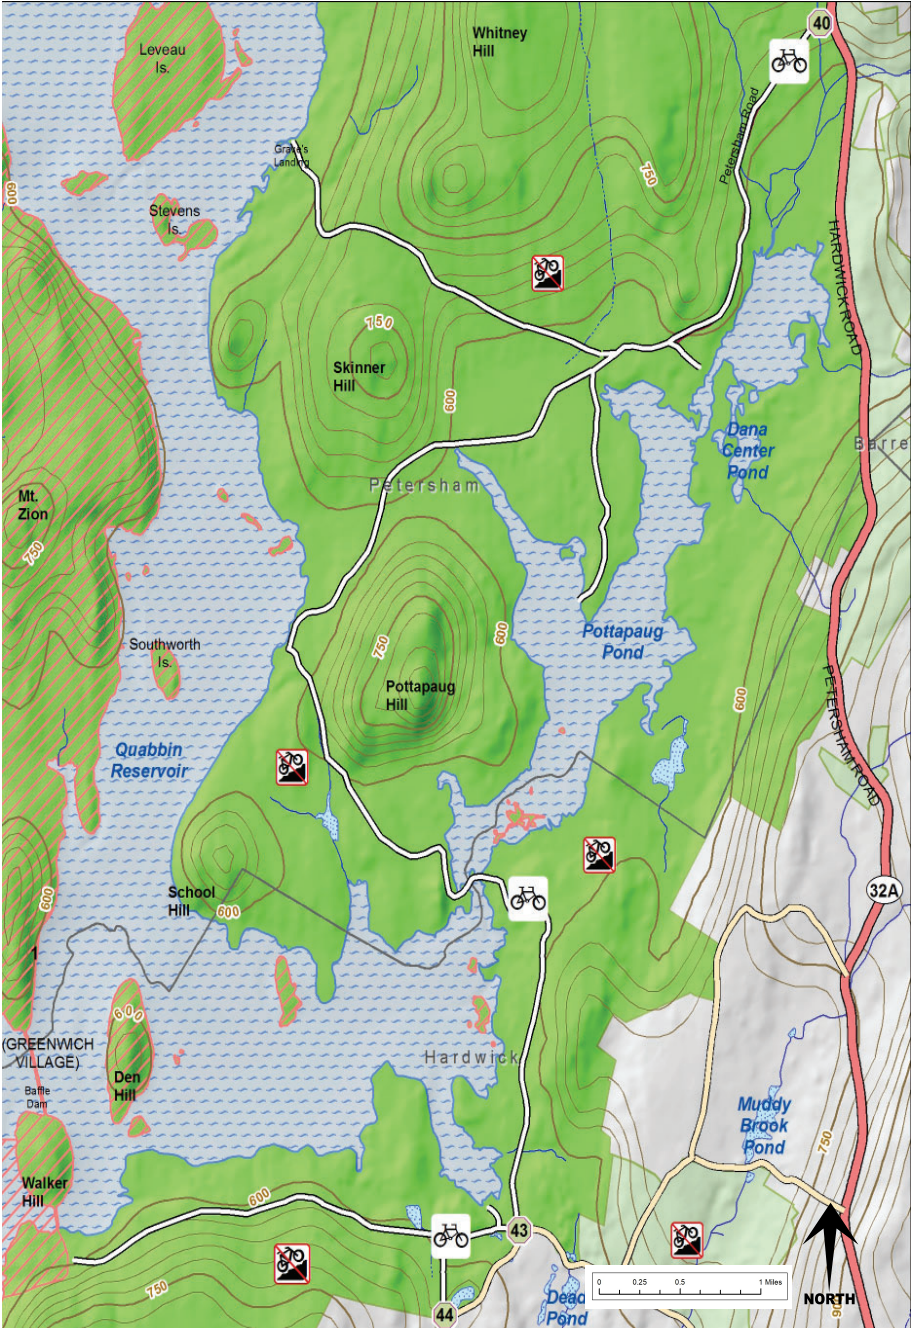 40
Whitney
Hill
Leveau
Is.
Petersham Road
Grave's
Landing
750
600
Stevens
Is.
HARDWICK ROAD
750
Skinner
Hill
600
Dana
Center
Pond
Barre
Petersham
Mt.
Zion
750
Pottapaug
Pond
600
750
Southworth
Is.
Pottapaug
Hill
600
PETERSHAM ROAD
Quabbin
Reservoir
32A
School
Hill
600
600
1
600
(GREENWICH
VILLAGE)
Hardwick
Den
Hill
Baffle
Dam
Muddy
Brook
Pond
750
Walker
Hill
600
43
750
0 0.25 0.5 1 Miles
NORTH
Dead
Pond
44